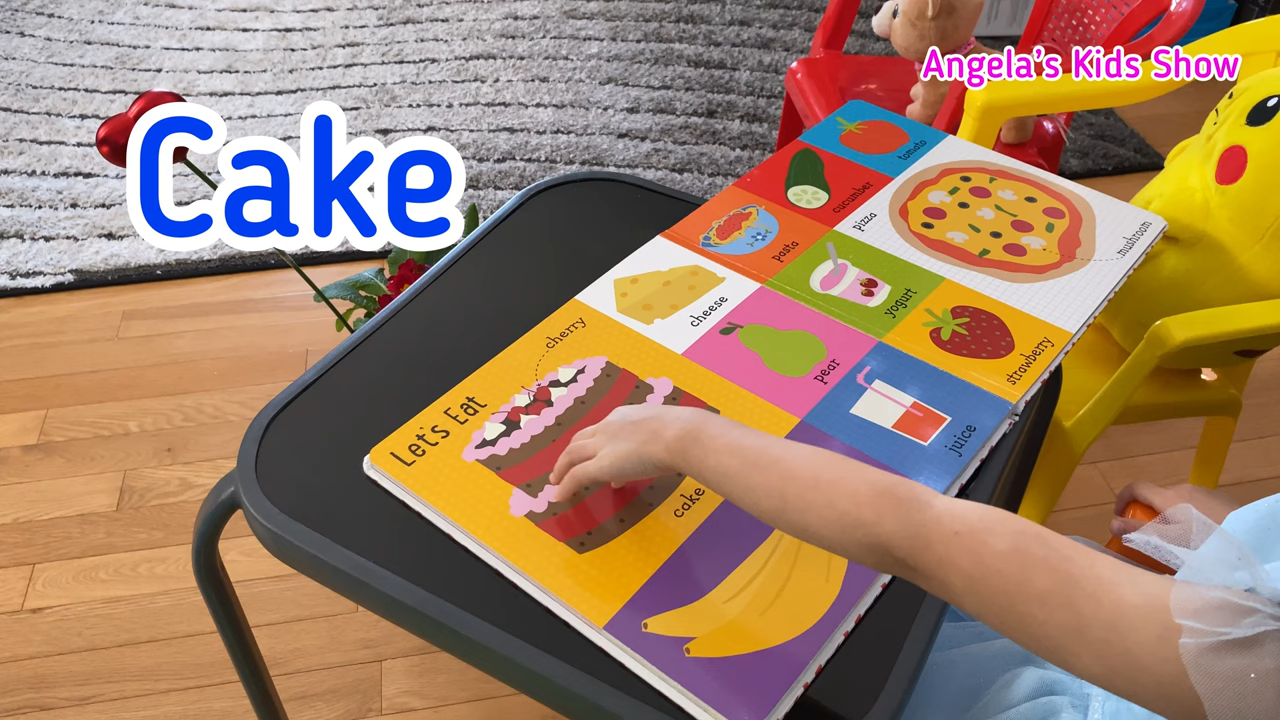 Angela's Kids Show
Cake
Let's Eat
cherry
cake
cheese
pear
juice
pasta
yogurt
strawberry
cucumber
pizza
tomato
mushroom